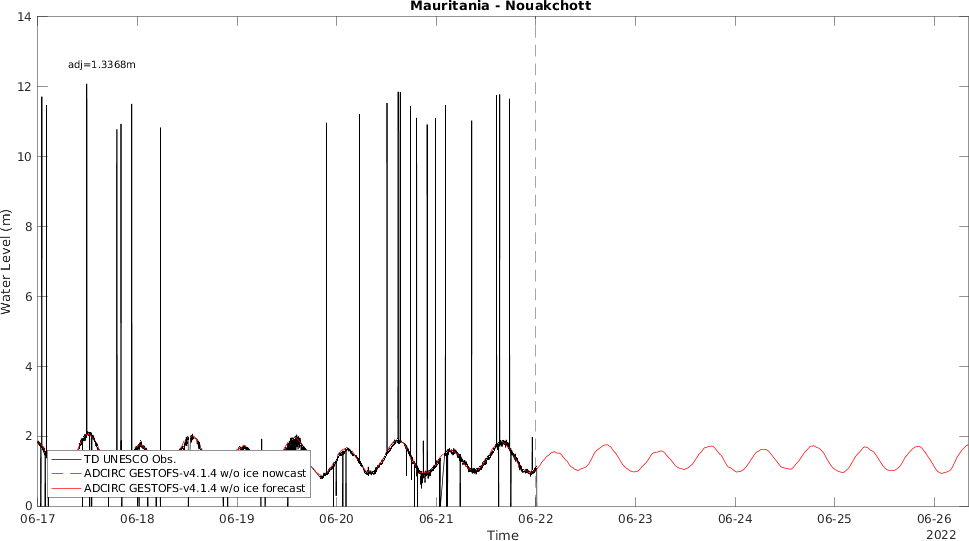 Mauritania - Nouakchott
14
12
10
8
6
4
2
0
Water Level (m)
adj=1.3368m
TD UNESCO Obs.
ADCIRC GESTOFS-v4.1.4 w/o ice nowcast
ADCIRC GESTOFS-v4.1.4 w/o ice forecast
06-17 06-18 06-19 06-20 06-21 06-22 06-23 06-24 06-25 06-26
Time
2022